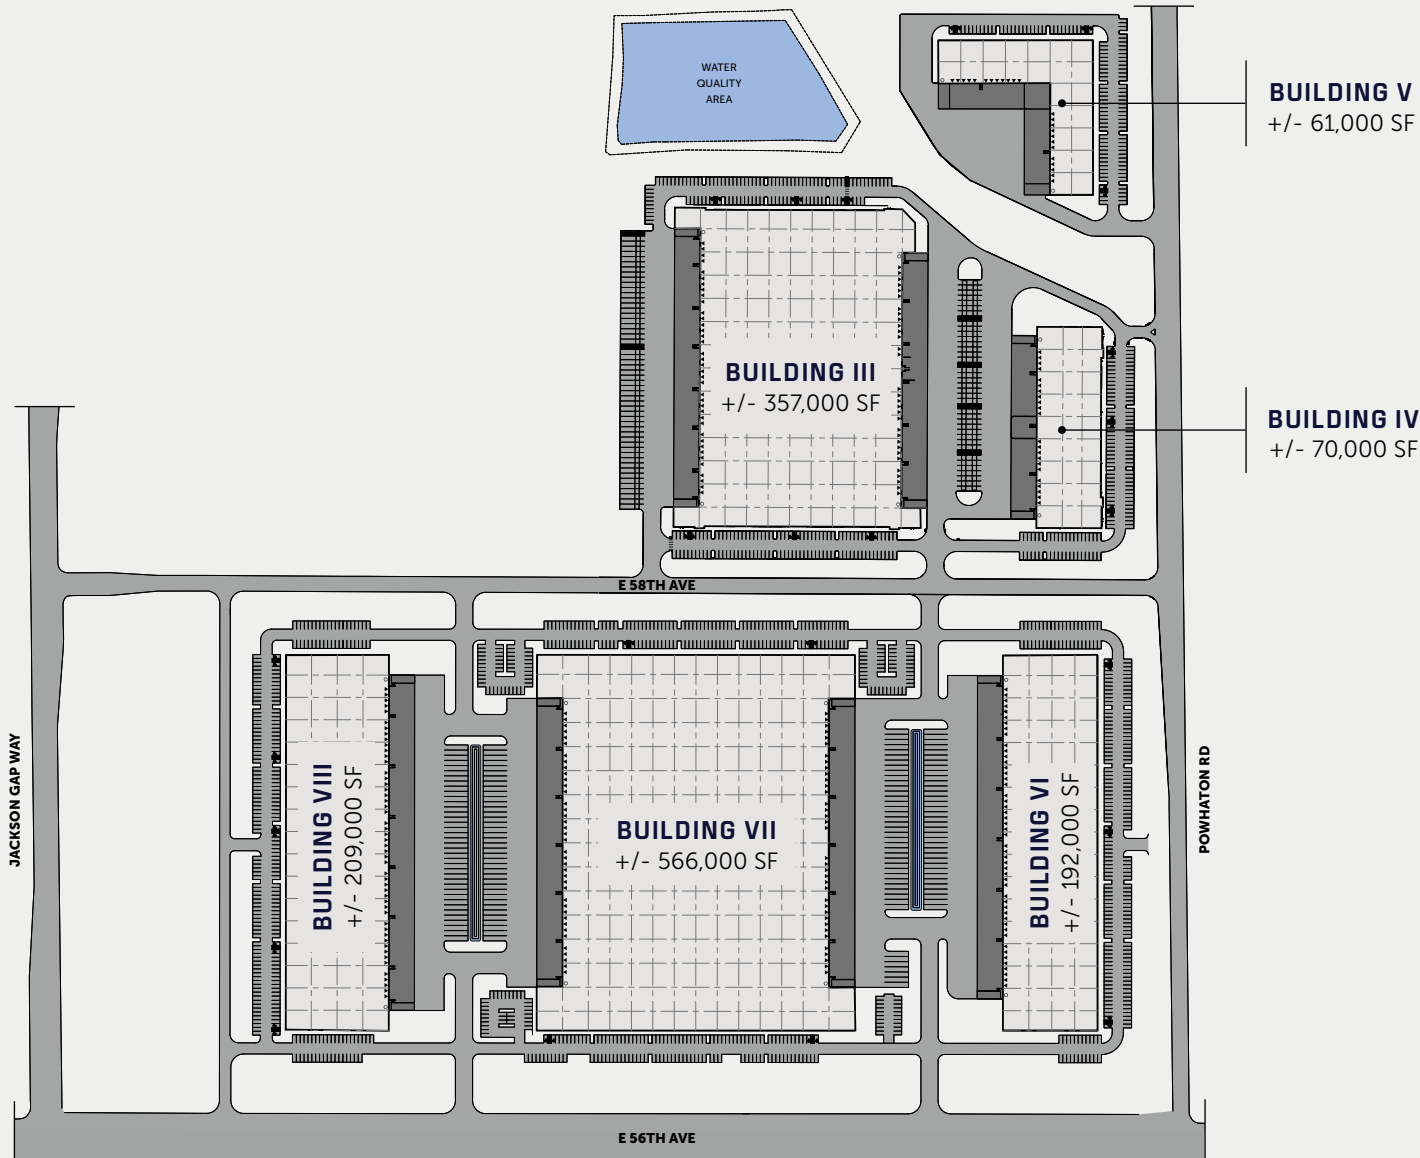 WATER
QUALITY
AREA
BUILDING V
+/- 61,000 SF
BUILDING III
+/- 357,000 SF
BUILDING IV
+/- 70,000 SF
E 58TH AVE
JACKSON GAP WAY
BUILDING VIII
+/- 209,000 SF
BUILDING VII
+/- 566,000 SF
BUILDING VI
+/- 192,000 SF
POWHATON RD
E 56TH AVE